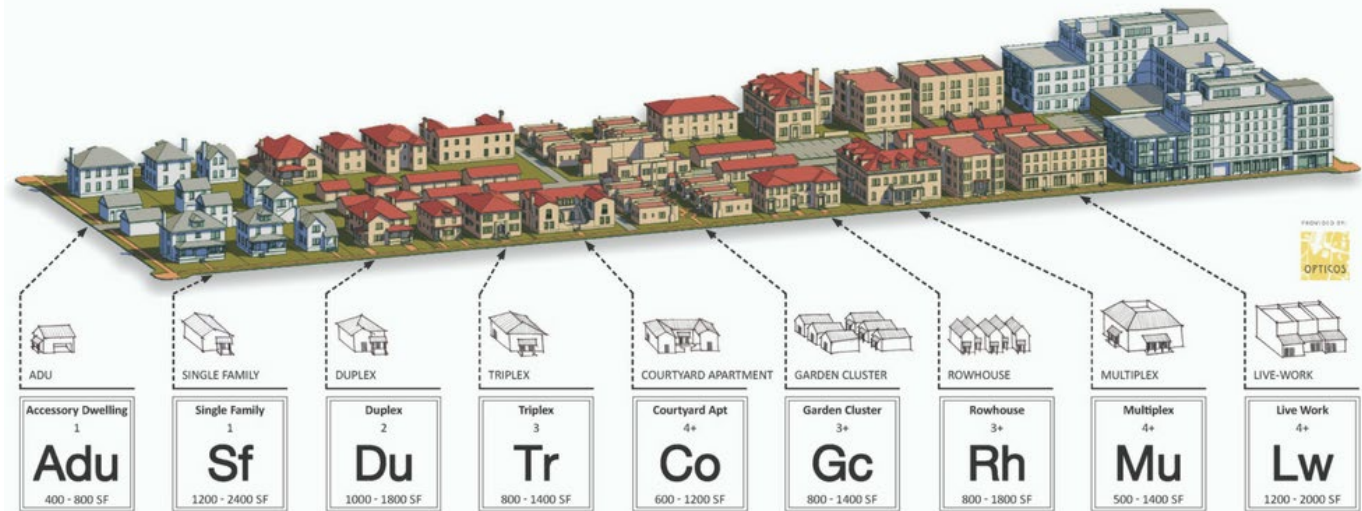 PROVIDED BY:
OPTICOS
ADU
SINGLE FAMILY
DUPLEX
TRIPLEX
COURTYARD APARTMENT
GARDEN CLUSTER
ROWHOUSE
MULTIPLEX
LIVE-WORK
Accessory Dwelling
1
Adu
400 - 800 SF
Single Family
1
Sf
1200 - 2400 SF
Duplex
2
Du
1000 - 1800 SF
Triplex
3
Tr
800 - 1400 SF
Courtyard Apt
4+
Co
600 - 1200 SF
Garden Cluster
3+
Gc
800 - 1400 SF
Rowhouse
3+
Rh
800 - 1800 SF
Multiplex
4+
Mu
500 - 1400 SF
Live Work
4+
Lw
1200 - 2000 SF